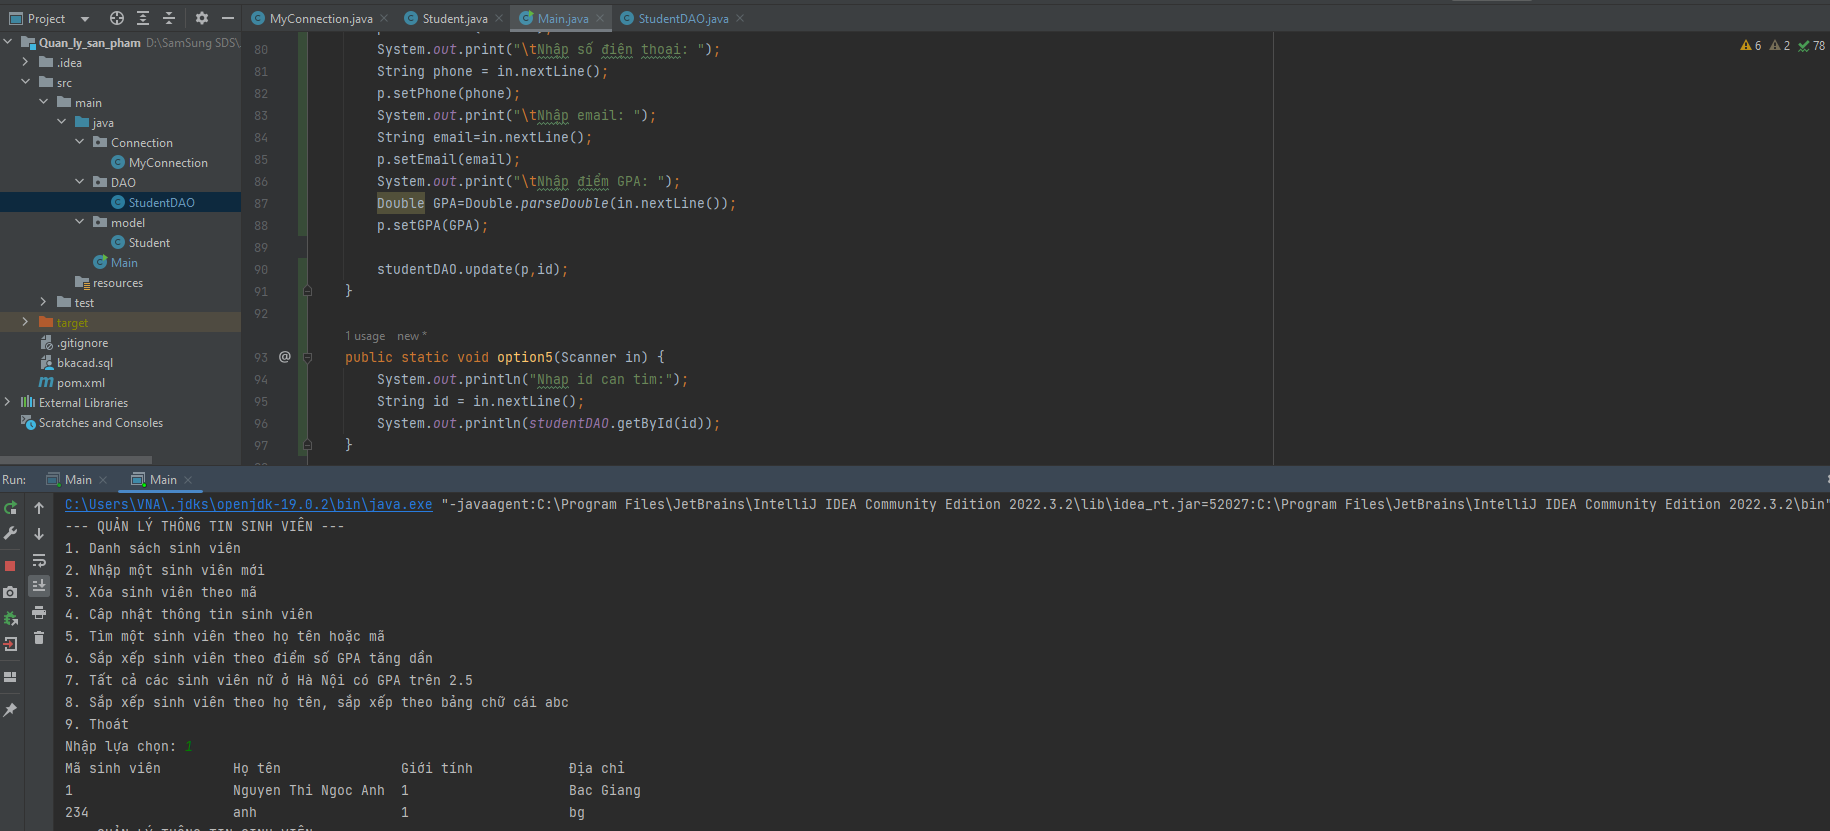 Project
MyConnection.java
Student.java
Main.java
StudentDAO.java
Quan_ly_san_pham D:\SamSung SDS\
.idea
src
main
java
Connection
MyConnection
DAO
StudentDAO
model
Student
Main
resources
test
target
.gitignore
bkacad.sql
pom.xml
External Libraries
Scratches and Consoles
6 2 78
80 System.out.print("\tNhập số điện thoại: ");
81 String phone = in.nextLine();
82 p.setPhone(phone);
83 System.out.print("\tNhập email: ");
84 String email=in.nextLine();
85 p.setEmail(email);
86 System.out.print("\tNhập điểm GPA: ");
87 Double GPA=Double.parseDouble(in.nextLine());
88 p.setGPA(GPA);
89
90 studentDAO.update(p,id);
91 }
92
1 usage new *
93 @ public static void option5(Scanner in) {
94 System.out.println("Nhap id can tim:");
95 String id = in.nextLine();
96 System.out.println(studentDAO.getById(id));
97 }
Run: Main Main
C:\Users\VNA\.jdks\openjdk-19.0.2\bin\java.exe "-javaagent:C:\Program Files\JetBrains\IntelliJ IDEA Community Edition 2022.3.2\lib\idea_rt.jar=52027:C:\Program Files\JetBrains\IntelliJ IDEA Community Edition 2022.3.2\bin"
--- QUẢN LÝ THÔNG TIN SINH VIÊN ---
1. Danh sách sinh viên
2. Nhập một sinh viên mới
3. Xóa sinh viên theo mã
4. Câp nhật thông tin sinh viên
5. Tìm một sinh viên theo họ tên hoặc mã
6. Sắp xếp sinh viên theo điểm số GPA tăng dần
7. Tất cả các sinh viên nữ ở Hà Nội có GPA trên 2.5
8. Sắp xếp sinh viên theo họ tên, sắp xếp theo bảng chữ cái abc
9. Thoát
Nhập lựa chọn: 1
Mã sinh viên Họ tên Giới tính Địa chỉ
1 Nguyen Thi Ngoc Anh 1 Bac Giang
234 anh 1 bg